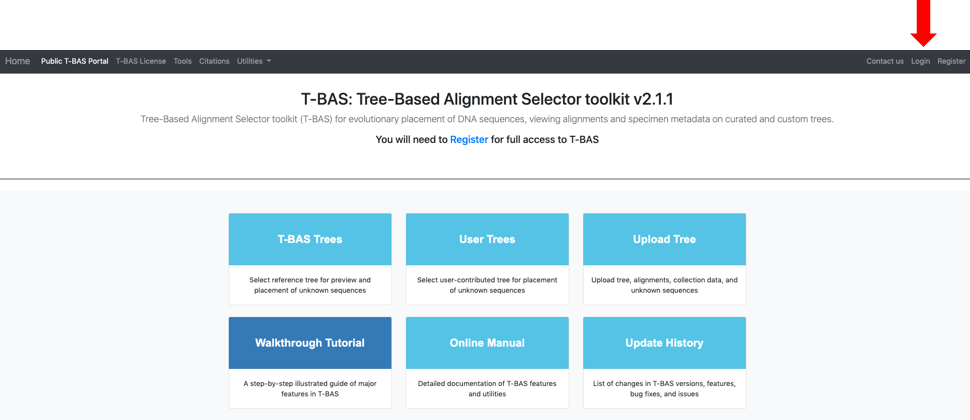 Home Public T-BAS Portal T-BAS License Tools Citations Utilities Contact us Login Register
T-BAS: Tree-Based Alignment Selector toolkit v2.1.1
Tree-Based Alignment Selector toolkit (T-BAS) for evolutionary placement of DNA sequences, viewing alignments and specimen metadata on curated and custom trees.
You will need to Register for full access to T-BAS
T-BAS Trees
Select reference tree for preview and
placement of unknown sequences
User Trees
Select user-contributed tree for placement
of unknown sequences
Upload Tree
Upload tree, alignments, collection data, and
unknown sequences
Walkthrough Tutorial
A step-by-step illustrated guide of major
features in T-BAS
Online Manual
Detailed documentation of T-BAS features
and utilities
Update History
List of changes in T-BAS versions, features,
bug fixes, and issues